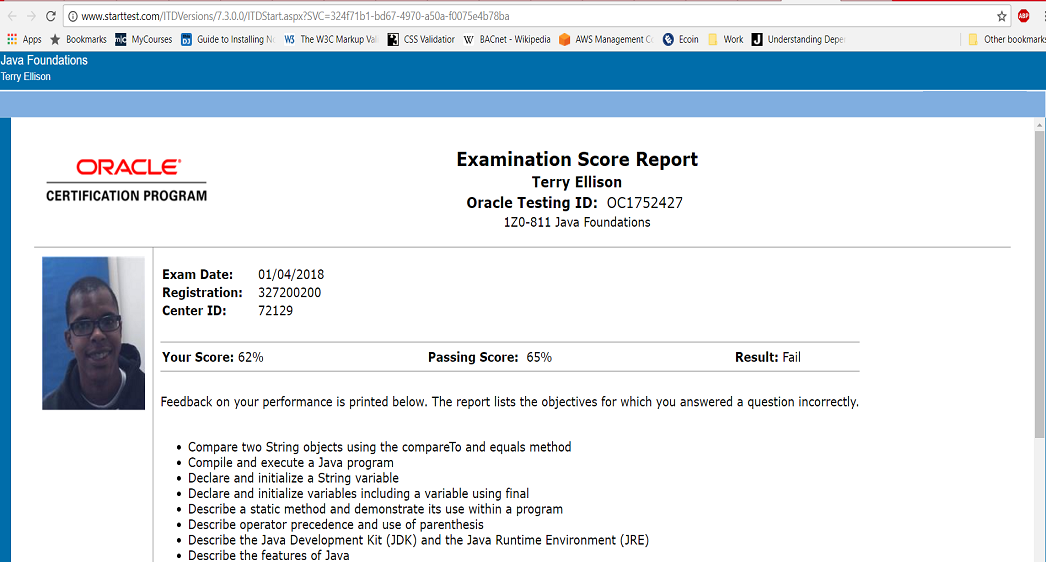 www.starttest.com/ITDVersions/7.3.0.0/ITDStart.aspx?SVC=324f71b1-bd67-4970-a50a-f0075e4b78ba
ABP
Apps Bookmarks mjc MyCourses D3 Guide to Installing N W3 The W3C Markup Val CSS Validatior W BACnet - Wikipedia AWS Management C Ecoin Work J Understanding Depe Other bookmarks
Java Foundations
Terry Ellison
ORACLE
CERTIFICATION PROGRAM
Examination Score Report
Terry Ellison
Oracle Testing ID: OC1752427
1Z0-811 Java Foundations
Exam Date: 01/04/2018
Registration: 327200200
Center ID: 72129
Your Score: 62% Passing Score: 65% Result: Fail
Feedback on your performance is printed below. The report lists the objectives for which you answered a question incorrectly.
• Compare two String objects using the compareTo and equals method
• Compile and execute a Java program
• Declare and initialize a String variable
• Declare and initialize variables including a variable using final
• Describe a static method and demonstrate its use within a program
• Describe operator precedence and use of parenthesis
• Describe the Java Development Kit (JDK) and the Java Runtime Environment (JRE)
• Describe the features of Java